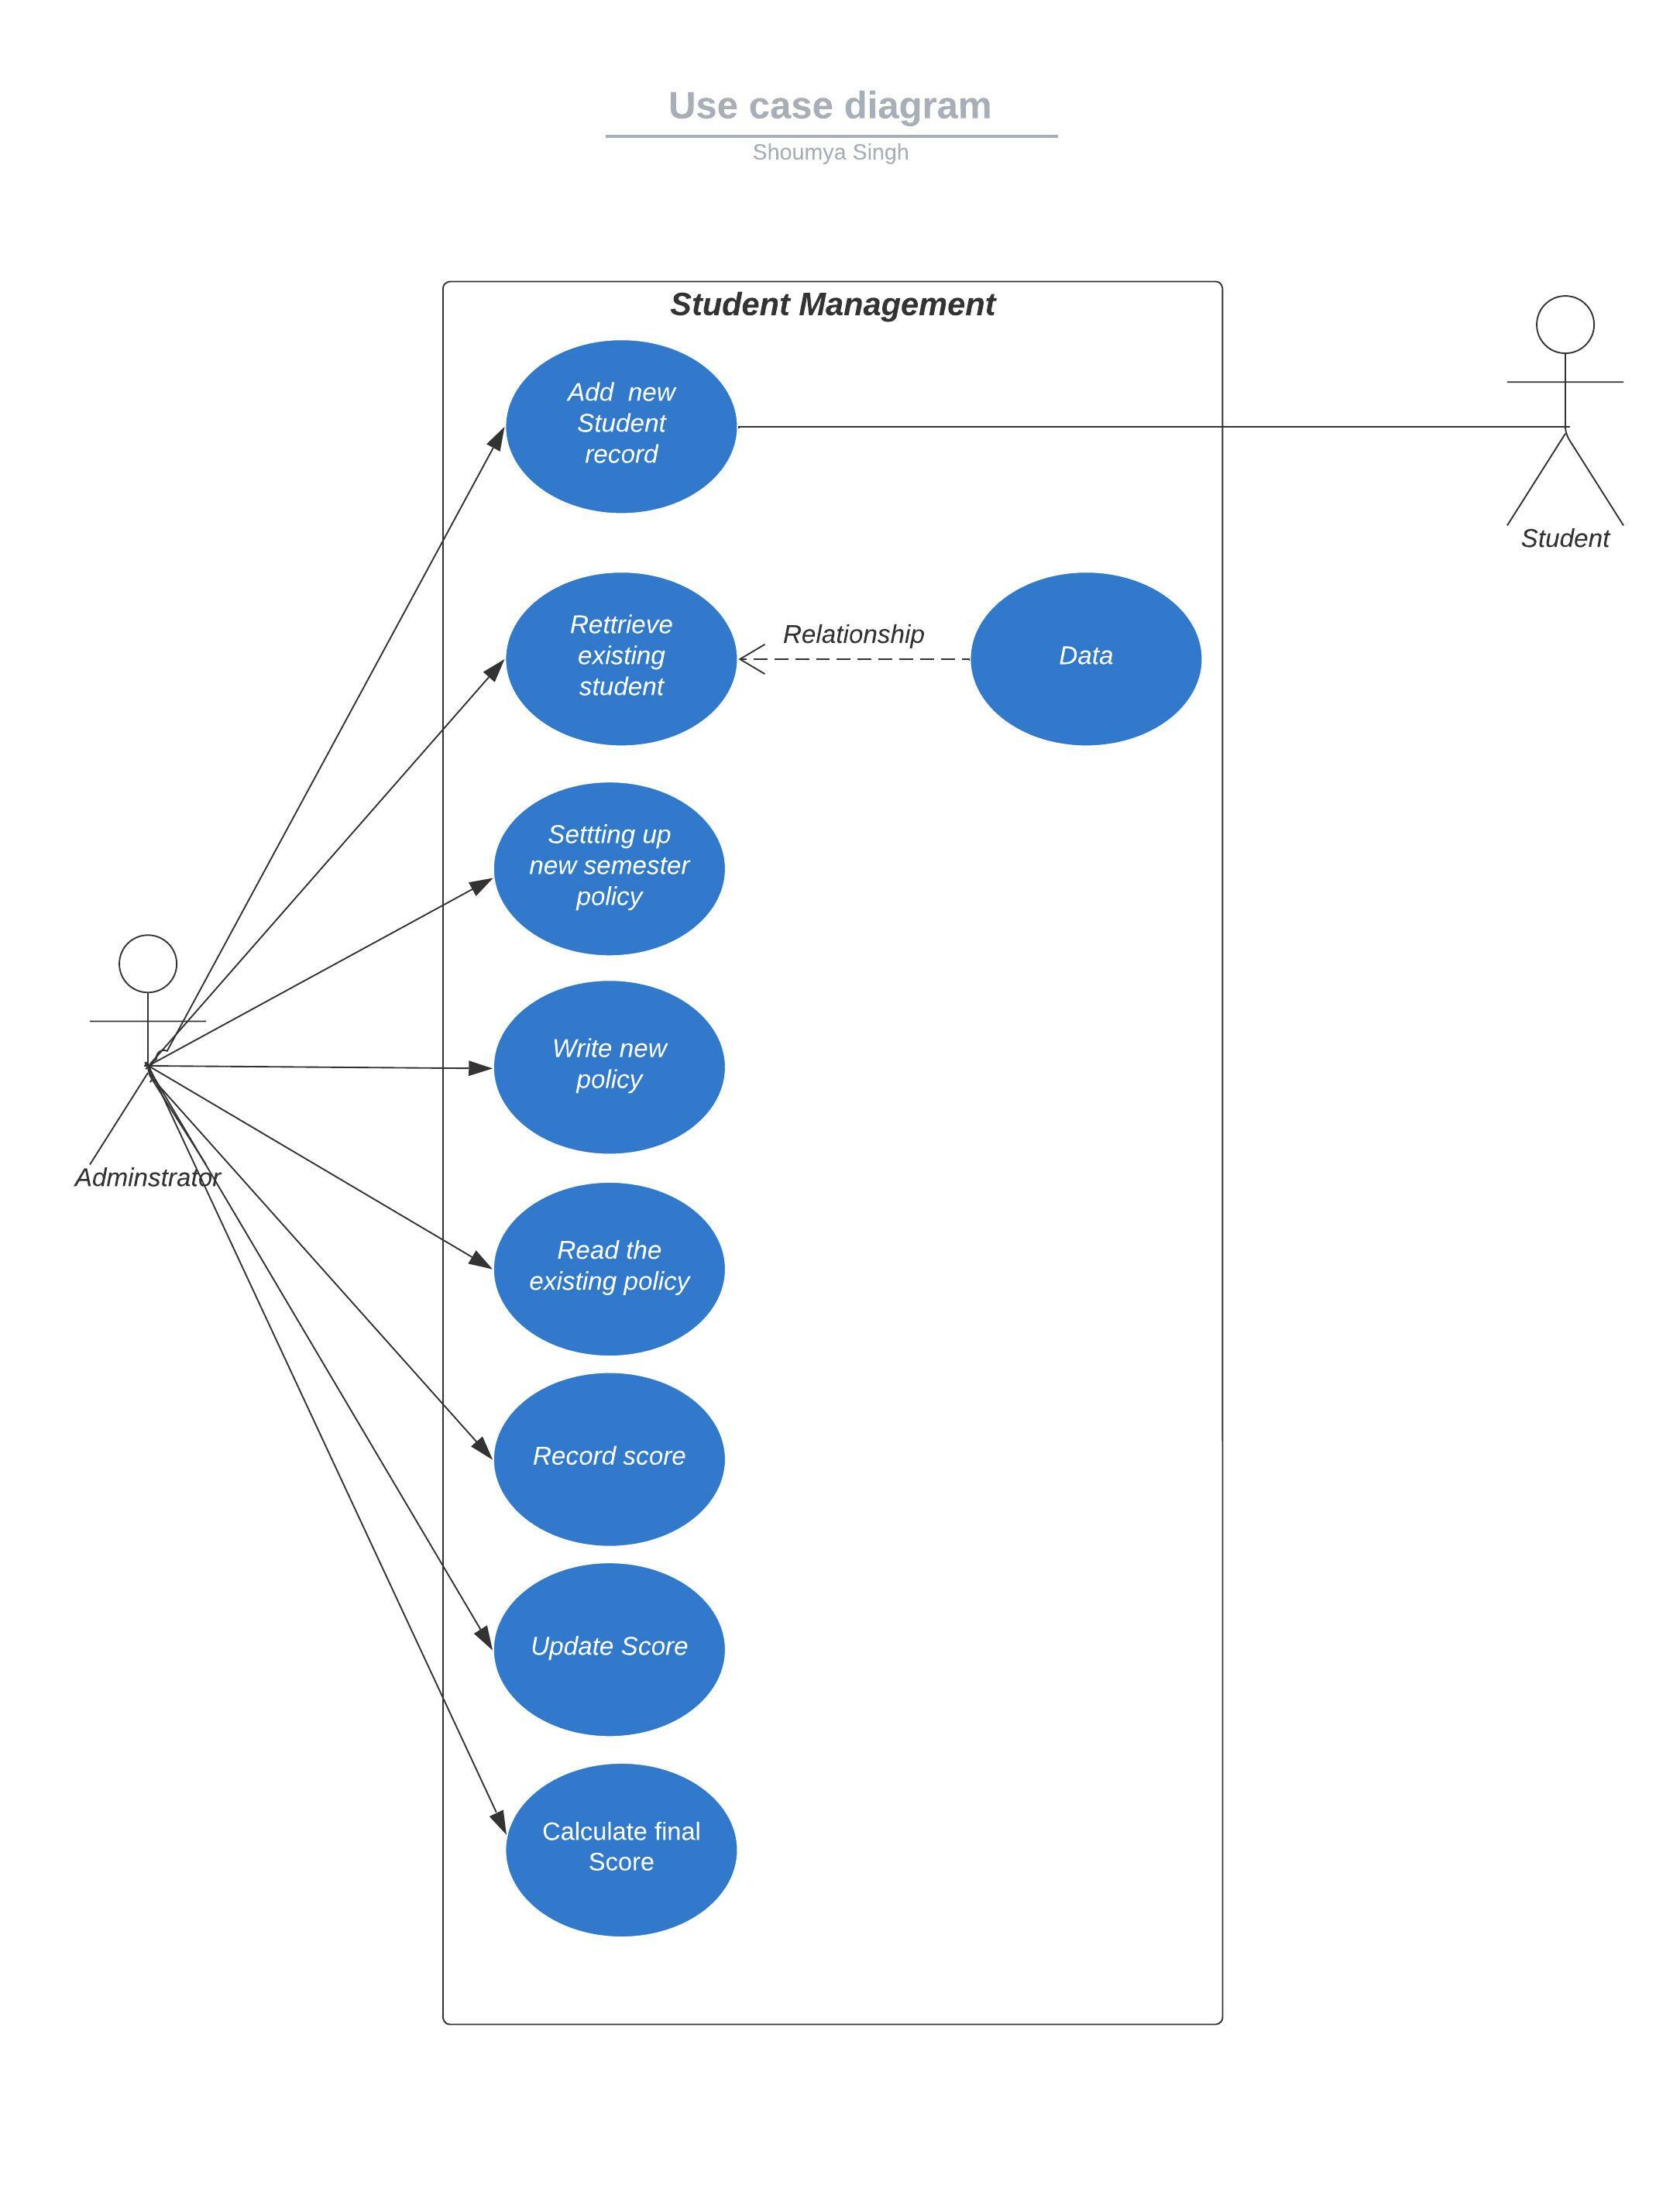 Use case diagram
Shoumya Singh
Student Management
Add  new
Student
record
Student
Rettrieve
existing
student
Relationship
Data
Settting up
new semester
policy
Write new
policy
Adminstrator
Read the
existing policy
Record score
Update Score
Calculate final
Score